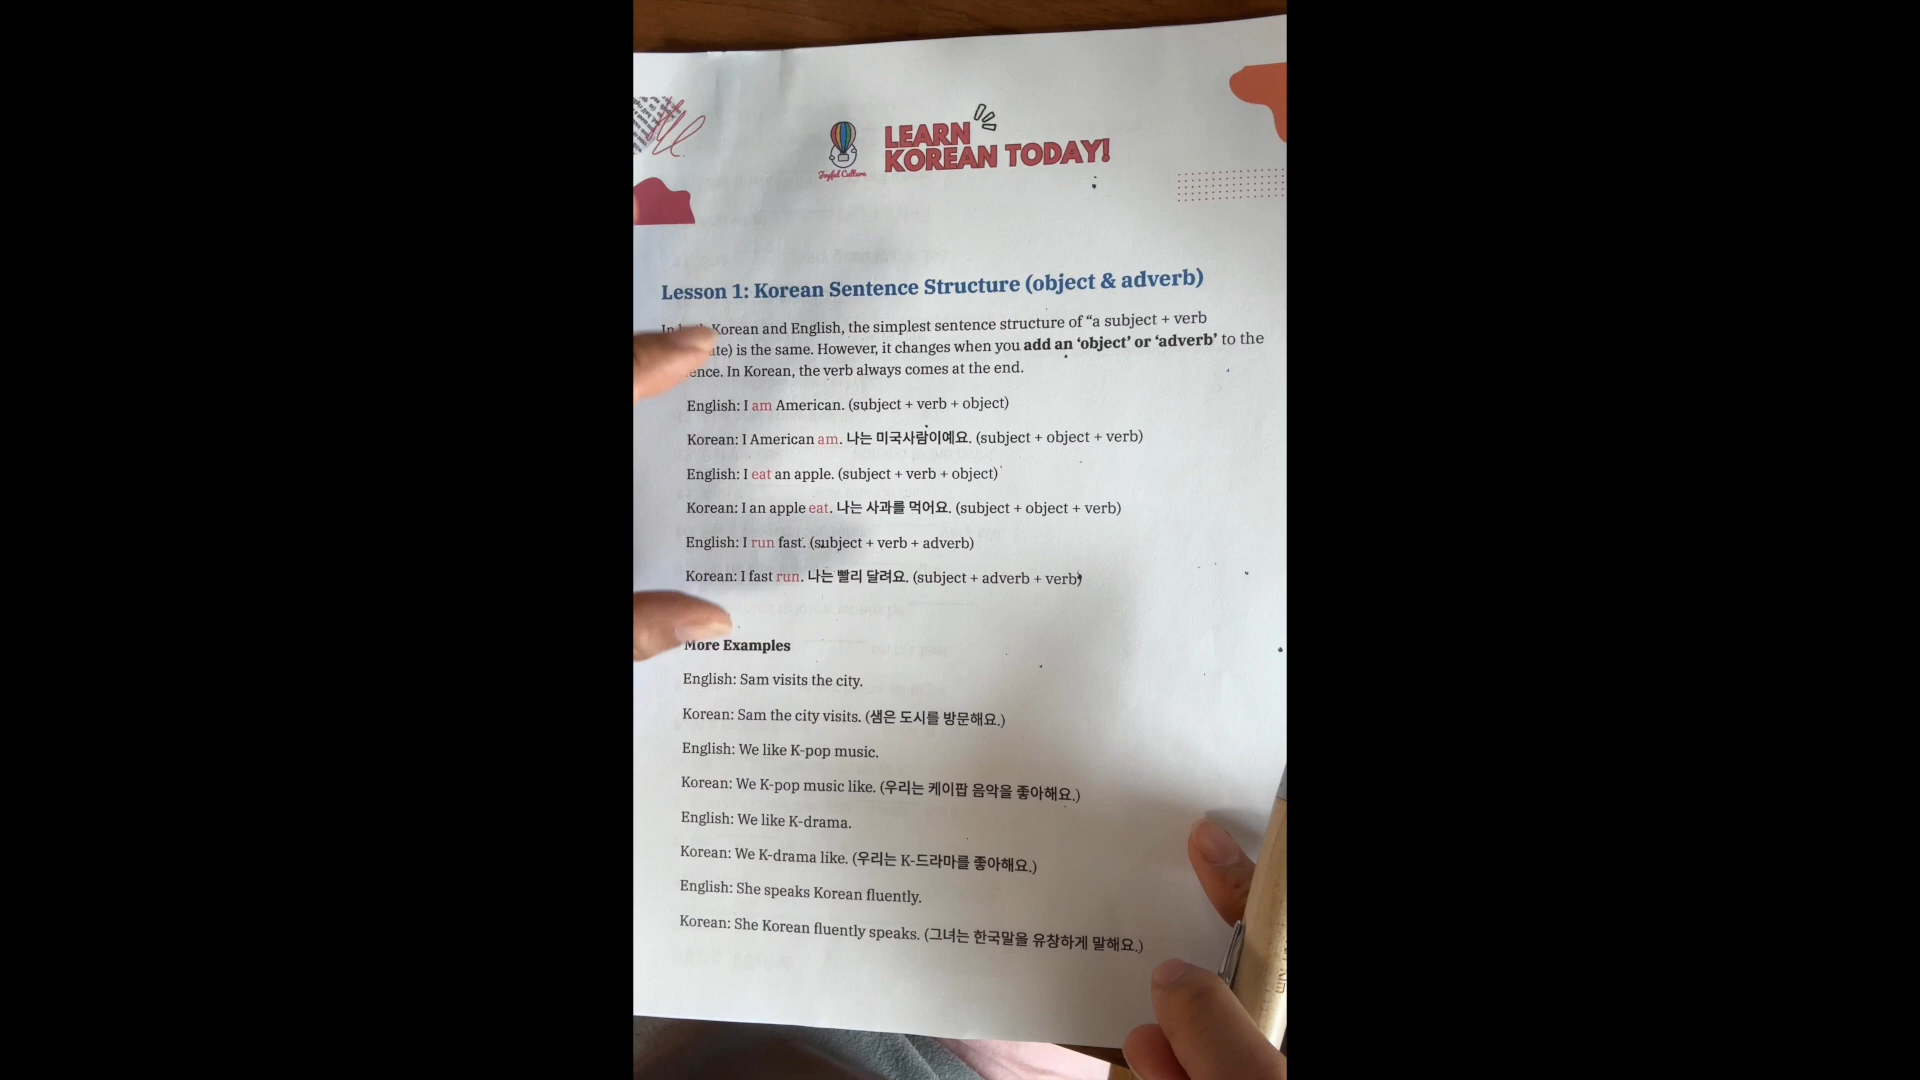 Joyful Culture
LEARN
KOREAN TODAY!
Lesson 1: Korean Sentence Structure (object & adverb)
In Korean and English, the simplest sentence structure of “a subject + verb
is the same. However, it changes when you add an ‘object’ or ‘adverb’ to the
In Korean, the verb always comes at the end.
English: I am American. (subject + verb + object)
Korean: I American am. 나는 미국사람이예요. (subject + object + verb)
English: I eat an apple. (subject + verb + object)
Korean: I an apple eat. 나는 사과를 먹어요. (subject + object + verb)
English: I run fast. (subject + verb + adverb)
Korean: I fast run. 나는 빨리 달려요. (subject + adverb + verb)
More Examples
English: Sam visits the city.
Korean: Sam the city visits. (샘은 도시를 방문해요.)
English: We like K-pop music.
Korean: We K-pop music like. (우리는 케이팝 음악을 좋아해요.)
English: We like K-drama.
Korean: We K-drama like. (우리는 K-드라마를 좋아해요.)
English: She speaks Korean fluently.
Korean: She Korean fluently speaks. (그녀는 한국말을 유창하게 말해요.)